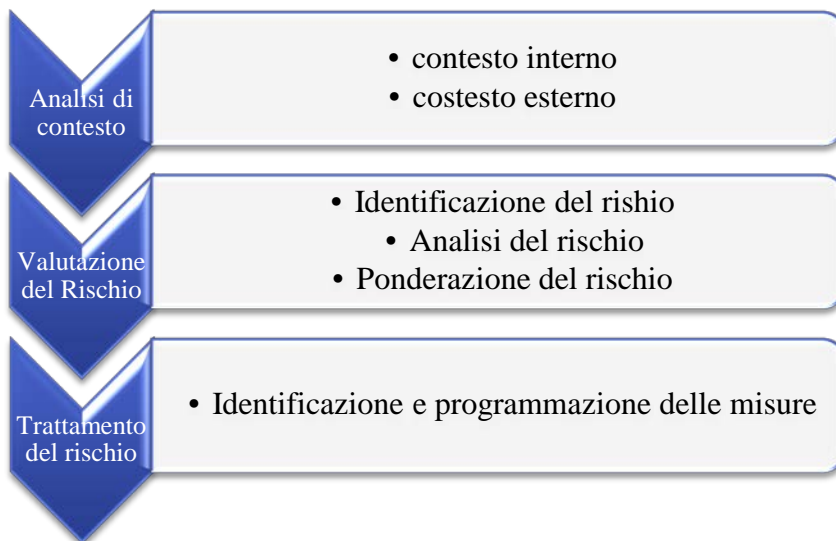 Analisi di
contesto
• contesto interno
• costesto esterno
Valutazione
del Rischio
• Identificazione del rishio
• Analisi del rischio
• Ponderazione del rischio
Trattamento
del rischio
• Identificazione e programmazione delle misure